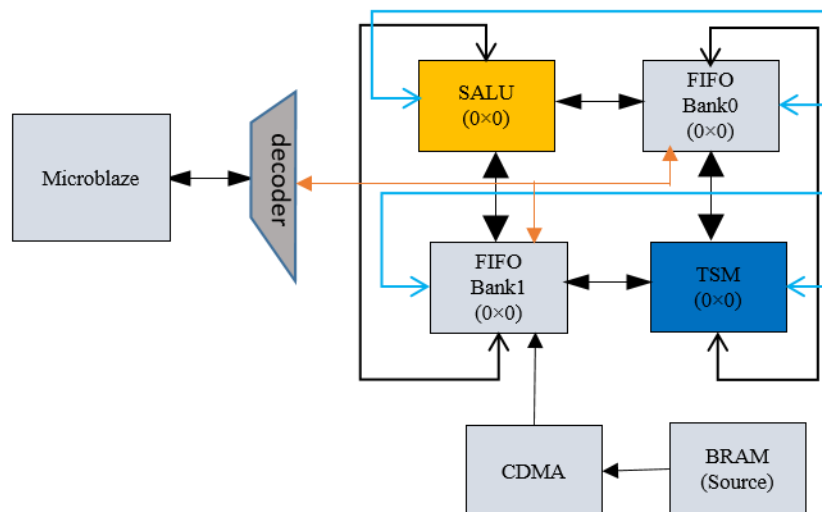 SALU
(0×0)
FIFO
Bank0
(0×0)
Microblaze
decoder
FIFO
Bank1
(0×0)
TSM
(0×0)
CDMA
BRAM
(Source)